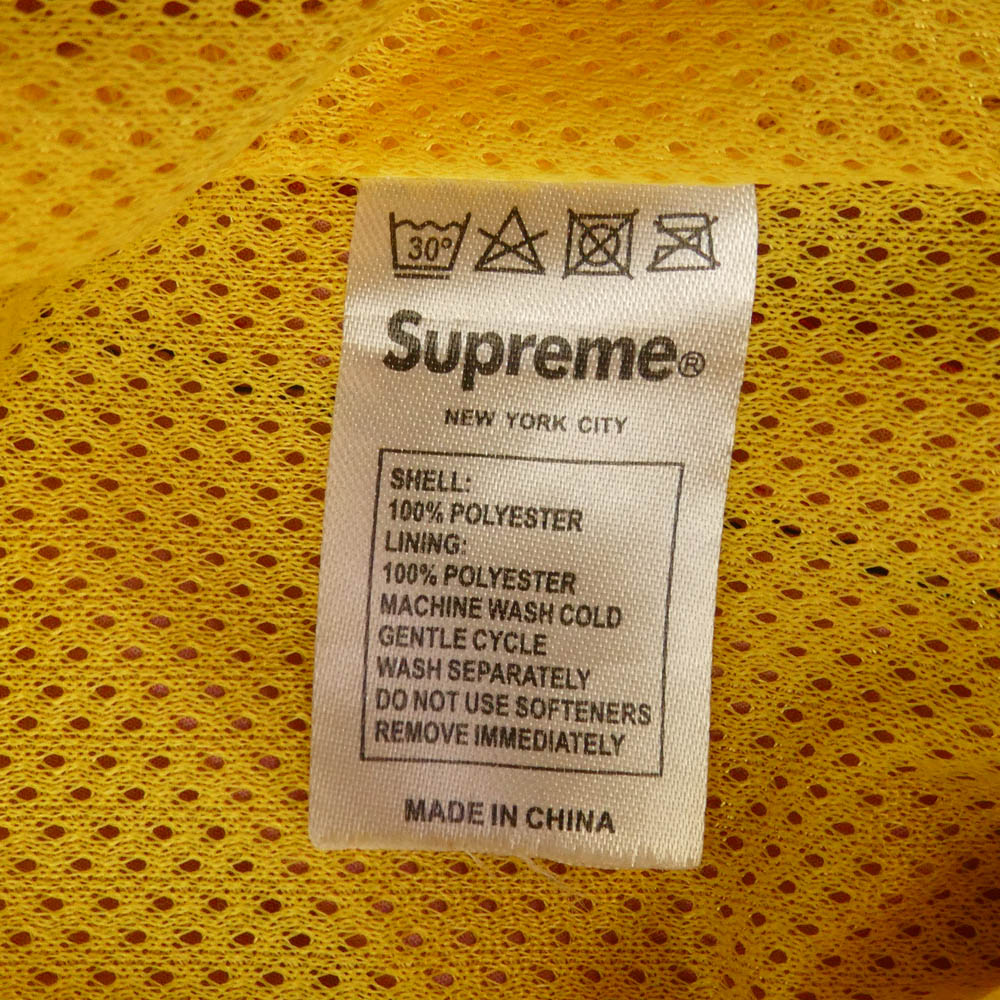 30°
Supreme®
NEW YORK CITY
SHELL:
100% POLYESTER
LINING:
100% POLYESTER
MACHINE WASH COLD
GENTLE CYCLE
WASH SEPARATELY
DO NOT USE SOFTENERS
REMOVE IMMEDIATELY
MADE IN CHINA